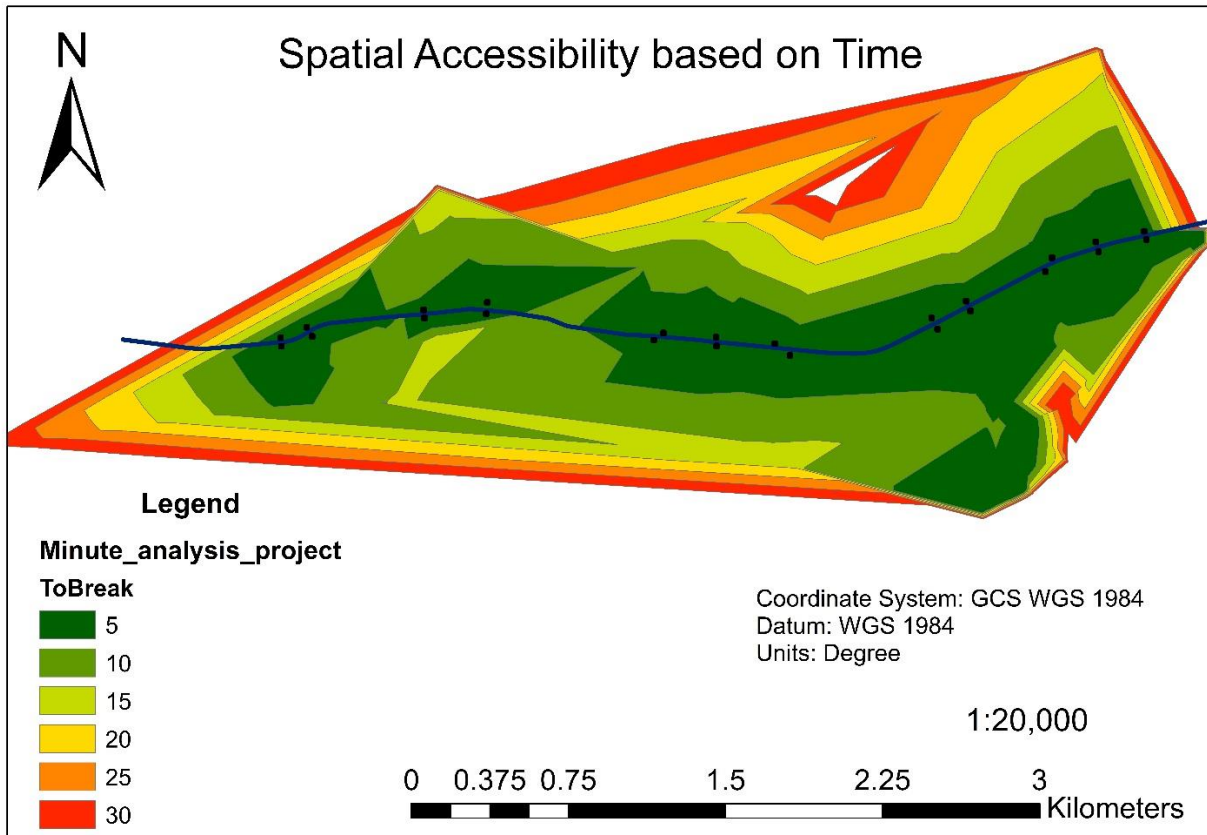 N
Spatial Accessibility based on Time
Legend
Minute_analysis_project
ToBreak
5
10
15
20
25
30
Coordinate System: GCS WGS 1984
Datum: WGS 1984
Units: Degree
1:20,000
0 0.375 0.75 1.5 2.25 3
Kilometers